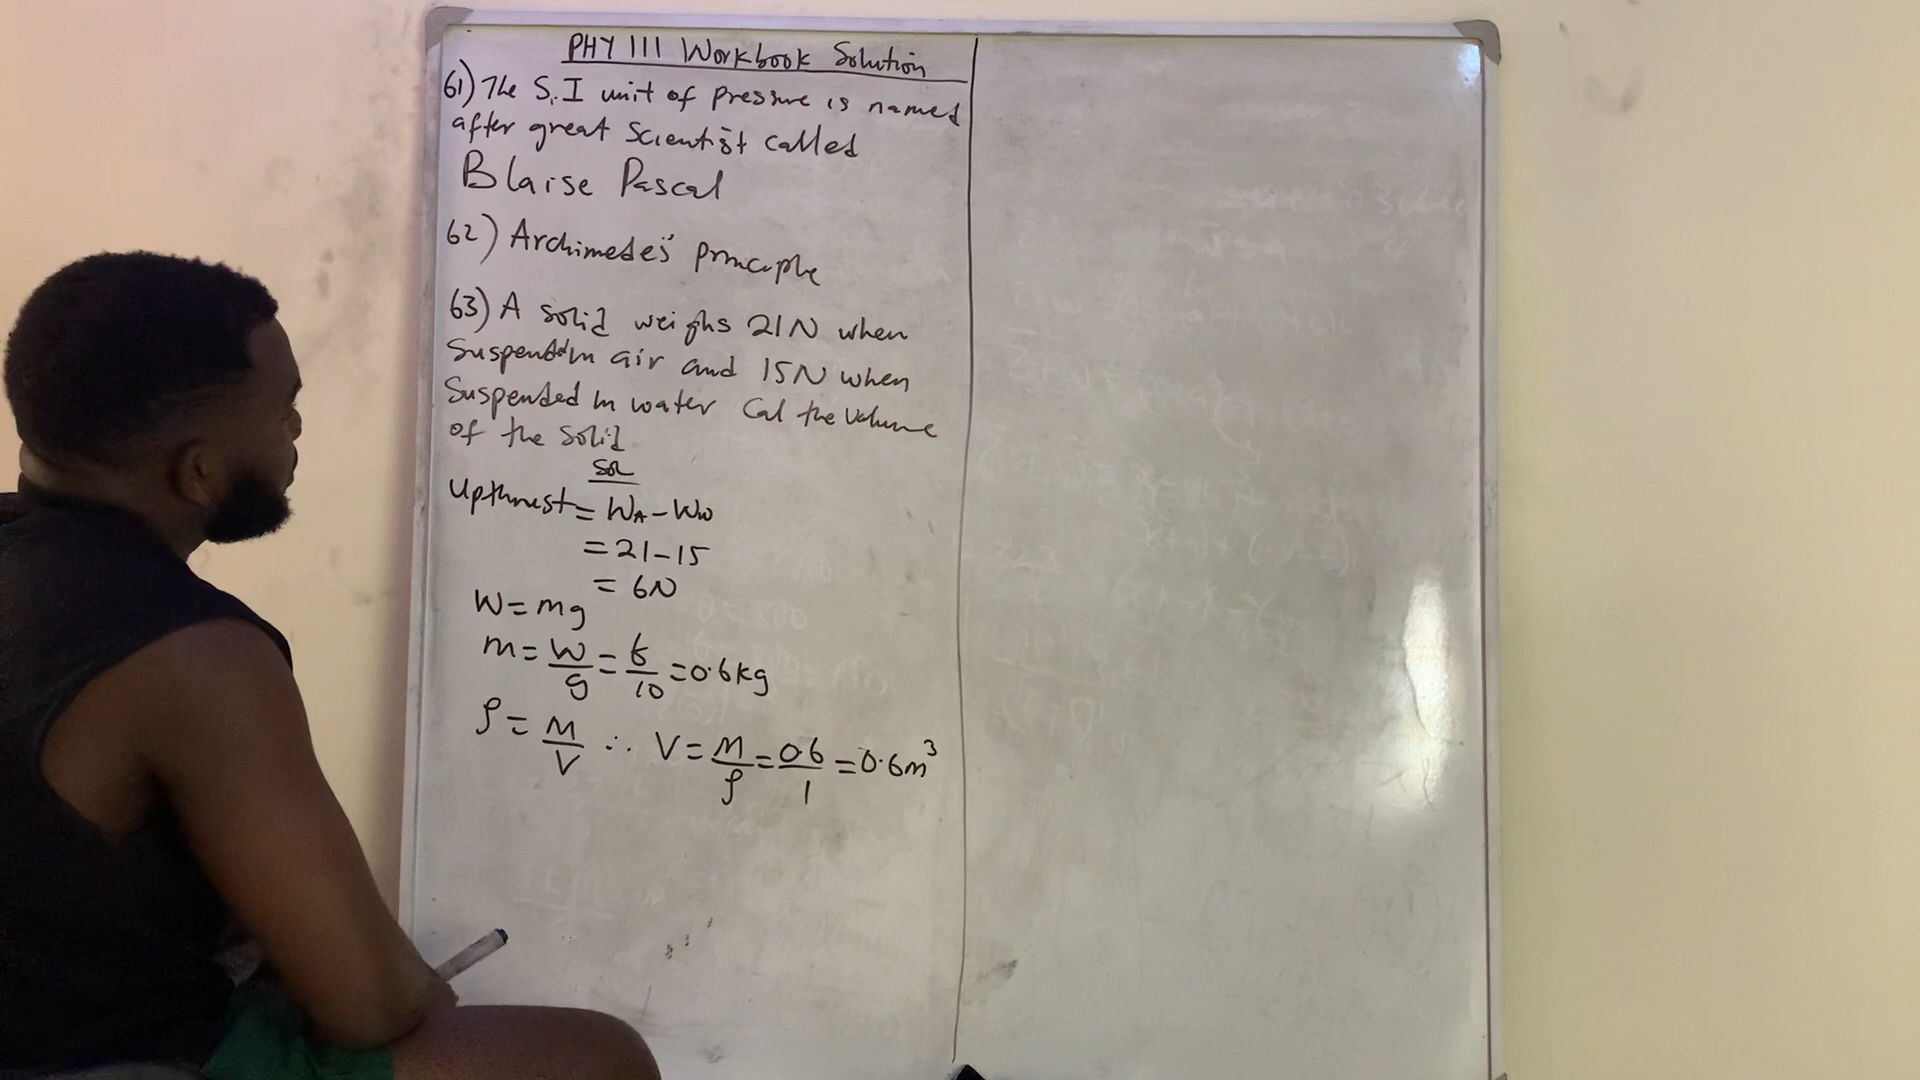 PHY 111 Workbook Solution
61) The S.I unit of pressure is named
after great Scientist called
Blaise Pascal
62) Archimedes' principle
63) A solid weighs 21N when
Suspendd in air and 15N when
Suspended in water Cal the volume
of the solid
Sol
Upthrust = WA - Ww
= 21 - 15
= 6N
W = mg
m = W/g = 6/10 = 0.6kg
ρ = M/V ∴ V = M/ρ = 0.6/1 = 0.6m³